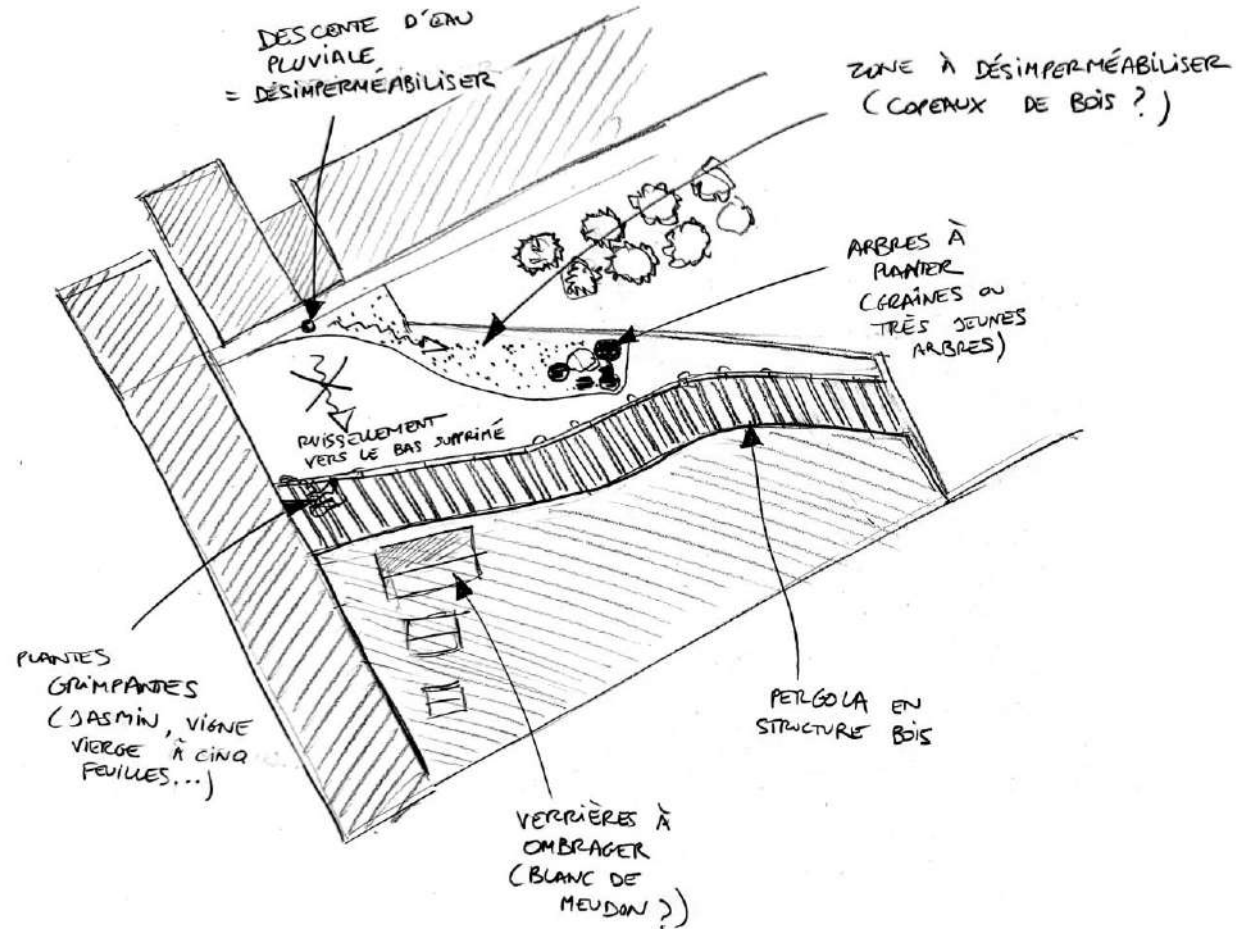 DESCENTE D'EAU
PLUVIALE
= DÉSIMPERMÉABILISER
ZONE À DÉSIMPERMÉABILISER
(COPEAUX DE BOIS ?)
ARBRES À
PLANTER
(GRAINES OU
TRÈS JEUNES
ARBRES)
RUISSELLEMENT
VERS LE BAS SUPPRIMÉ
PLANTES
GRIMPANTES
(JASMIN, VIGNE
VIERGE À CINQ
FEUILLES...)
PERGOLA EN
STRUCTURE BOIS
VERRIÈRES À
OMBRAGER
(BLANC DE
MEUDON ?)